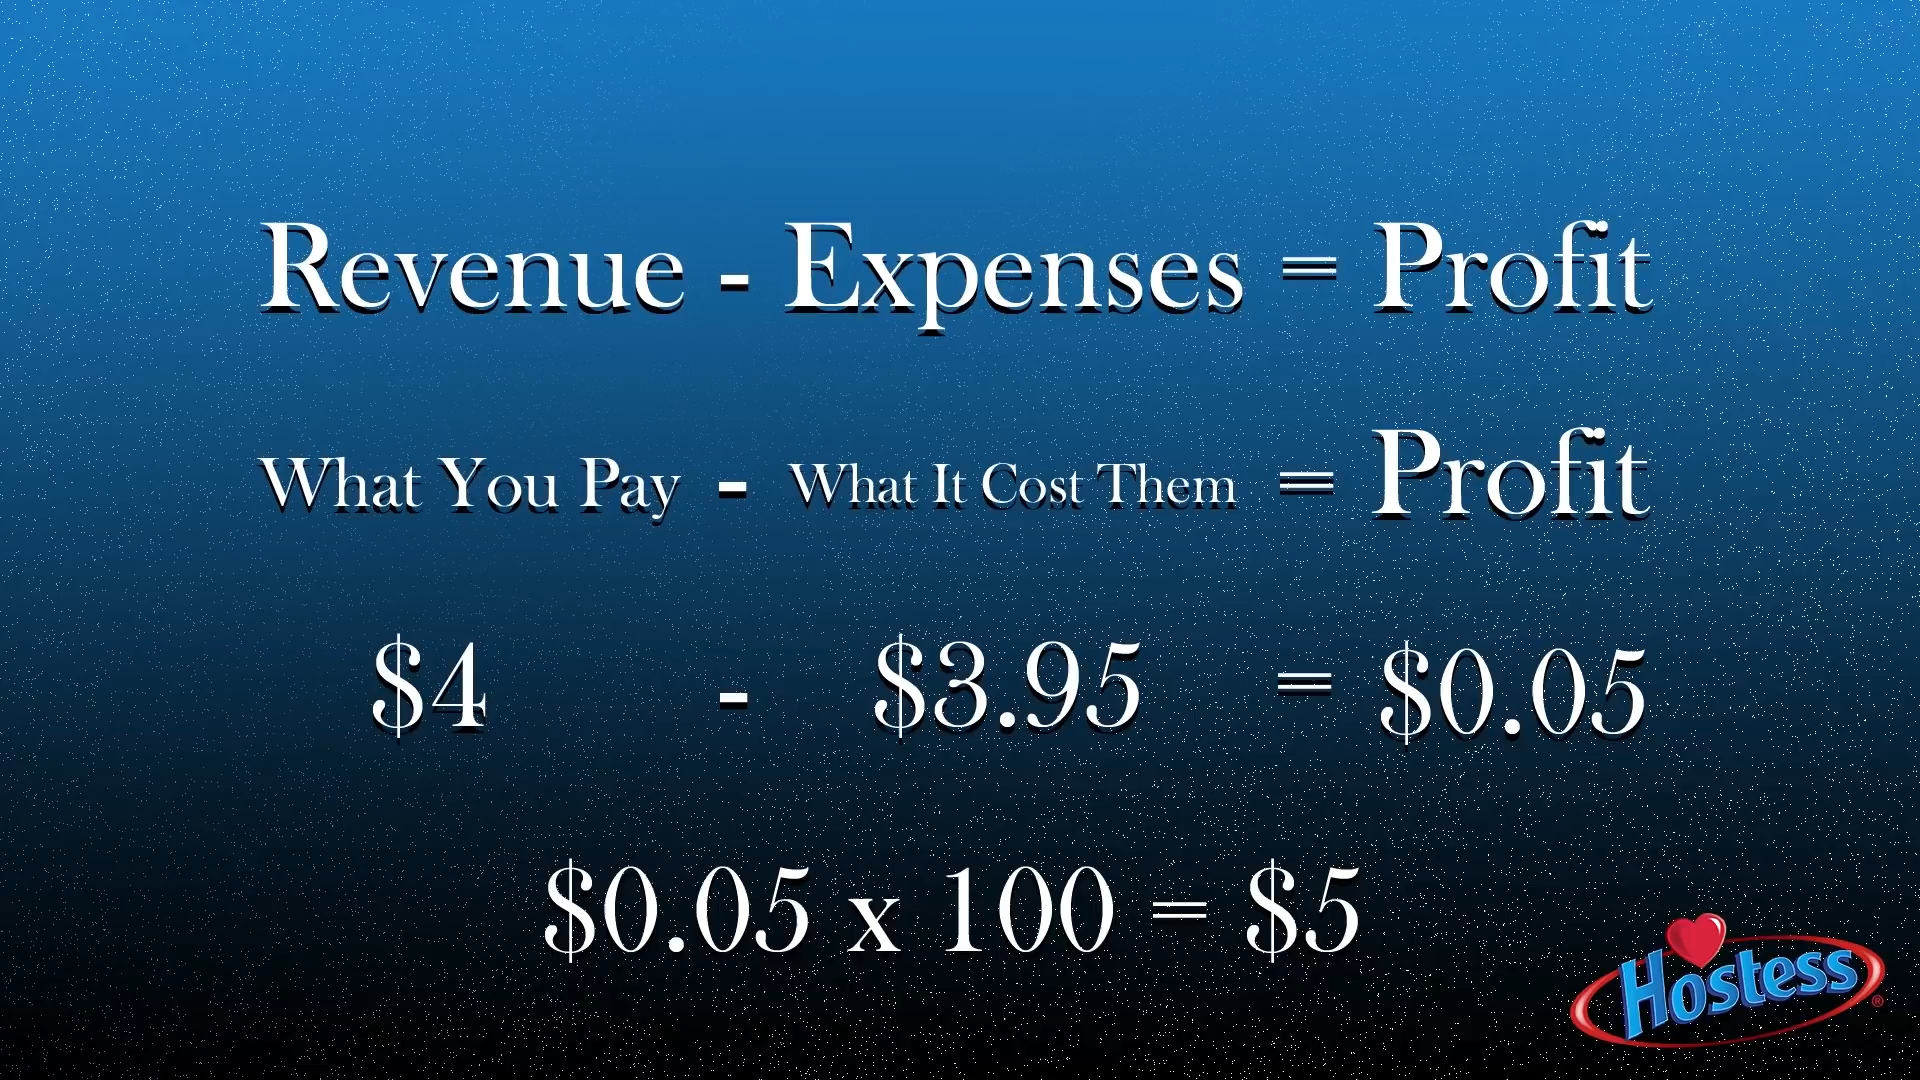 Revenue - Expenses = Profit
What You Pay - What It Cost Them = Profit
$4 - $3.95 = $0.05
$0.05 x 100 = $5
Hostess®